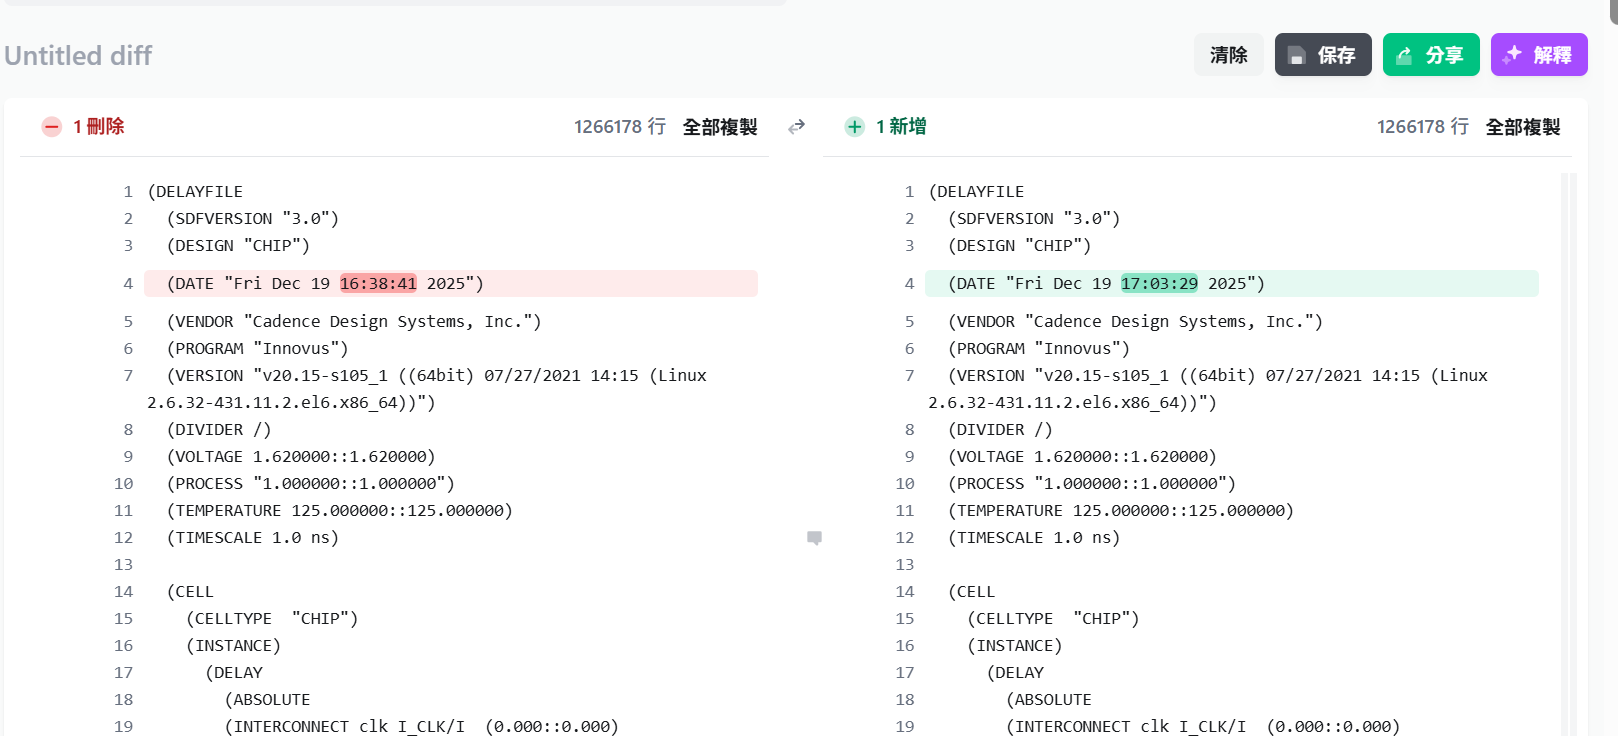 Untitled diff
清除
保存
分享
解釋
1 刪除
1266178 行
全部複製
1 新增
1266178 行
全部複製
1 (DELAYFILE
2 (SDFVERSION "3.0")
3 (DESIGN "CHIP")
4 (DATE "Fri Dec 19 16:38:41 2025")
5 (VENDOR "Cadence Design Systems, Inc.")
6 (PROGRAM "Innovus")
7 (VERSION "v20.15-s105_1 ((64bit) 07/27/2021 14:15 (Linux
2.6.32-431.11.2.el6.x86_64))")
8 (DIVIDER /)
9 (VOLTAGE 1.620000::1.620000)
10 (PROCESS "1.000000::1.000000")
11 (TEMPERATURE 125.000000::125.000000)
12 (TIMESCALE 1.0 ns)
13
14 (CELL
15 (CELLTYPE  "CHIP")
16 (INSTANCE)
17 (DELAY
18 (ABSOLUTE
19 (INTERCONNECT clk I_CLK/I  (0.000::0.000)
1 (DELAYFILE
2 (SDFVERSION "3.0")
3 (DESIGN "CHIP")
4 (DATE "Fri Dec 19 17:03:29 2025")
5 (VENDOR "Cadence Design Systems, Inc.")
6 (PROGRAM "Innovus")
7 (VERSION "v20.15-s105_1 ((64bit) 07/27/2021 14:15 (Linux
2.6.32-431.11.2.el6.x86_64))")
8 (DIVIDER /)
9 (VOLTAGE 1.620000::1.620000)
10 (PROCESS "1.000000::1.000000")
11 (TEMPERATURE 125.000000::125.000000)
12 (TIMESCALE 1.0 ns)
13
14 (CELL
15 (CELLTYPE  "CHIP")
16 (INSTANCE)
17 (DELAY
18 (ABSOLUTE
19 (INTERCONNECT clk I_CLK/I  (0.000::0.000)